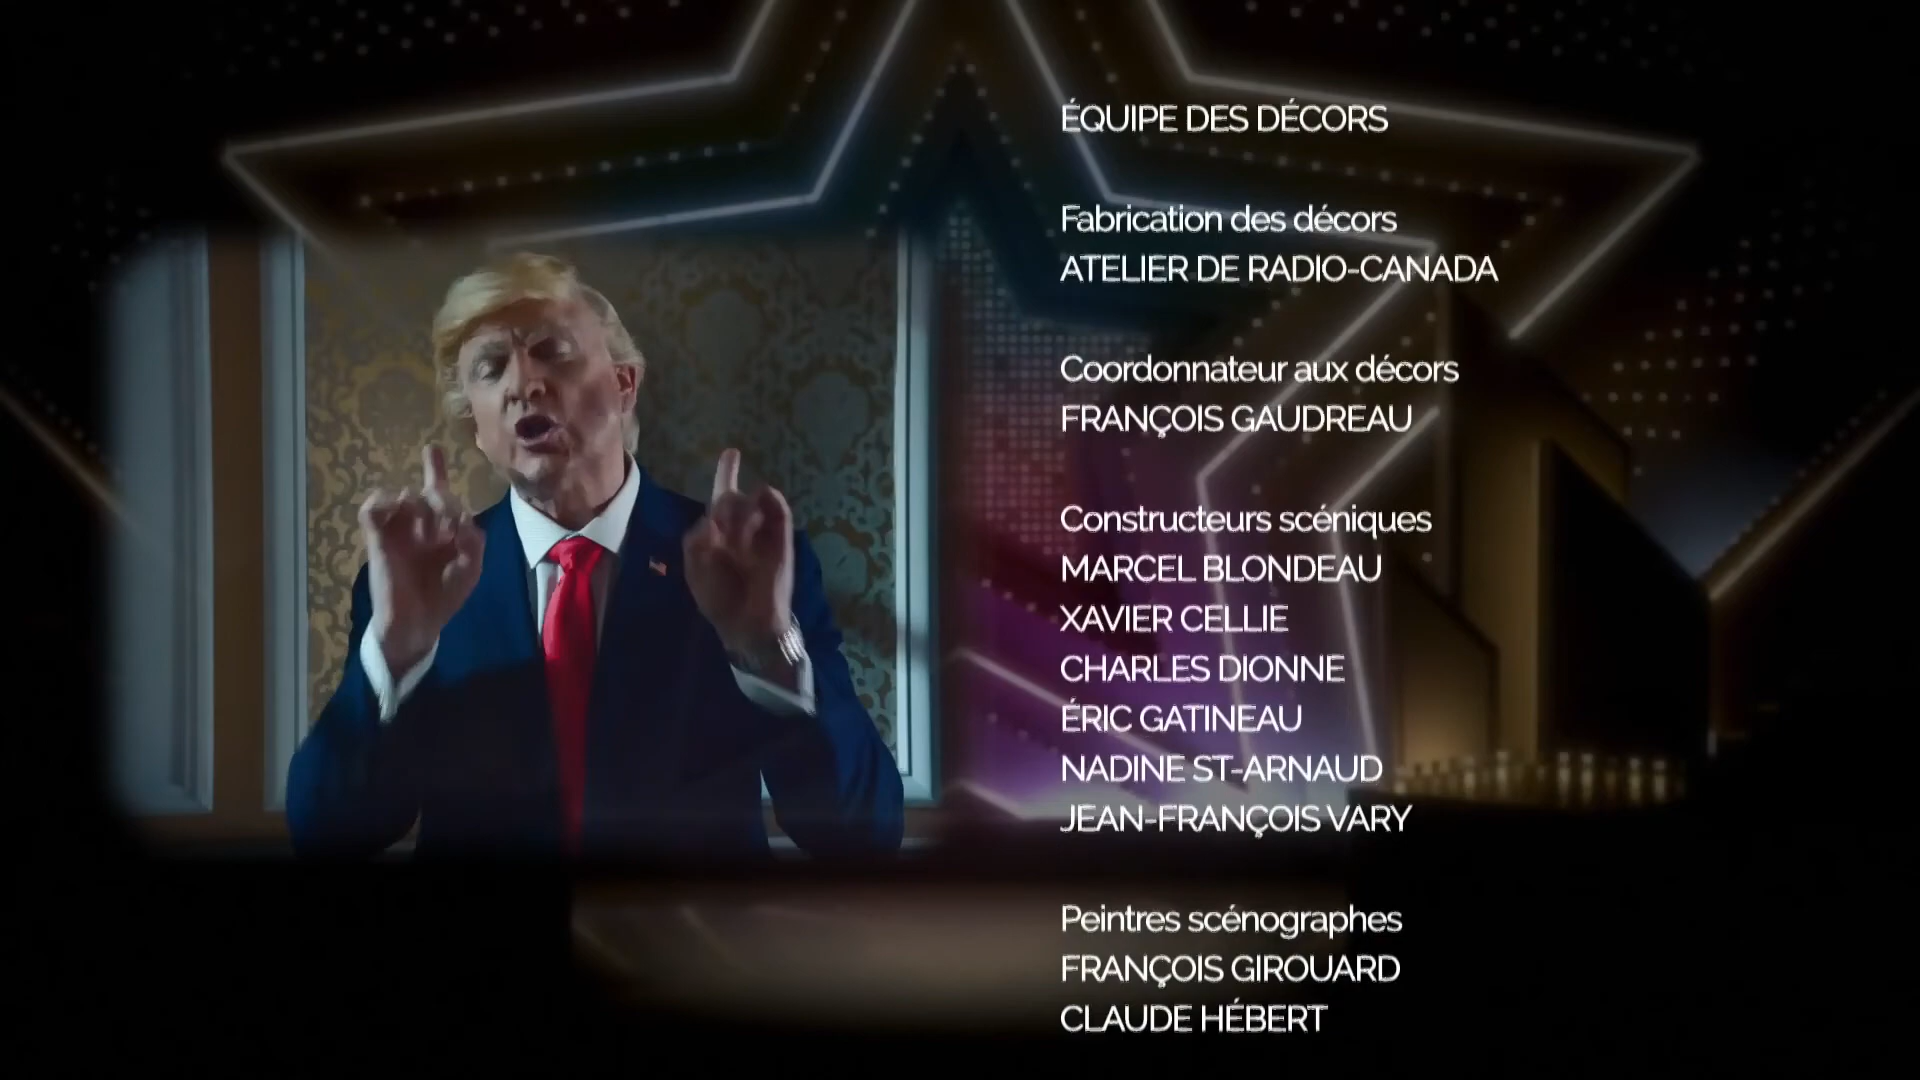 ÉQUIPE DES DÉCORS
Fabrication des décors
ATELIER DE RADIO-CANADA
Coordonnateur aux décors
FRANÇOIS GAUDREAU
Constructeurs scéniques
MARCEL BLONDEAU
XAVIER CELLIE
CHARLES DIONNE
ÉRIC GATINEAU
NADINE ST-ARNAUD
JEAN-FRANÇOIS VARY
Peintres scénographes
FRANÇOIS GIROUARD
CLAUDE HÉBERT